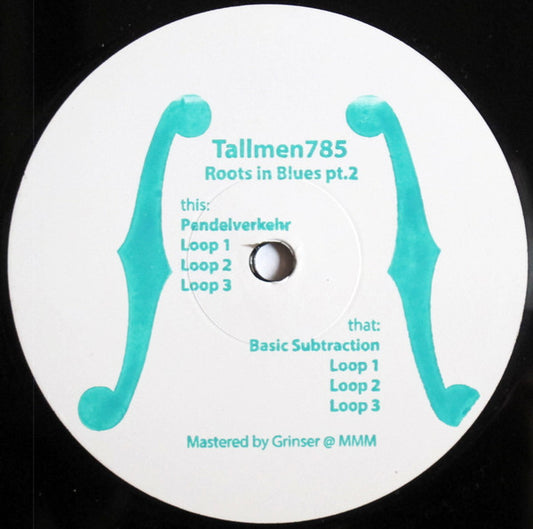 Tallmen785
Roots in Blues pt.2
this:
Pendelverkehr
Loop 1
Loop 2
Loop 3
that:
Basic Subtraction
Loop 1
Loop 2
Loop 3
Mastered by Grinser @ MMM